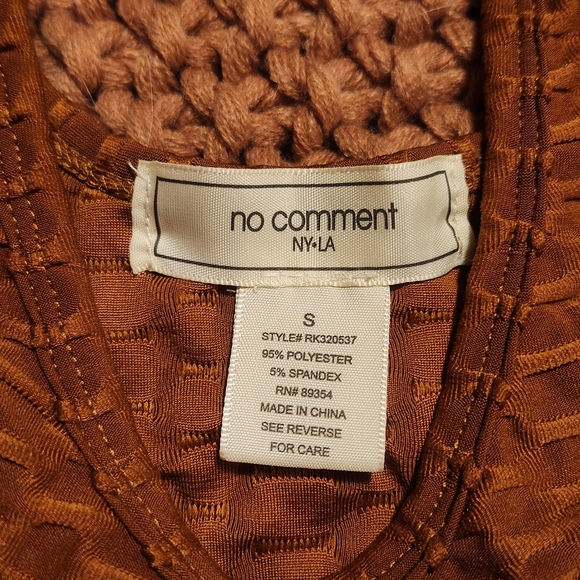 no comment
NY•LA
S
STYLE# RK320537
95% POLYESTER
5% SPANDEX
RN# 89354
MADE IN CHINA
SEE REVERSE
FOR CARE